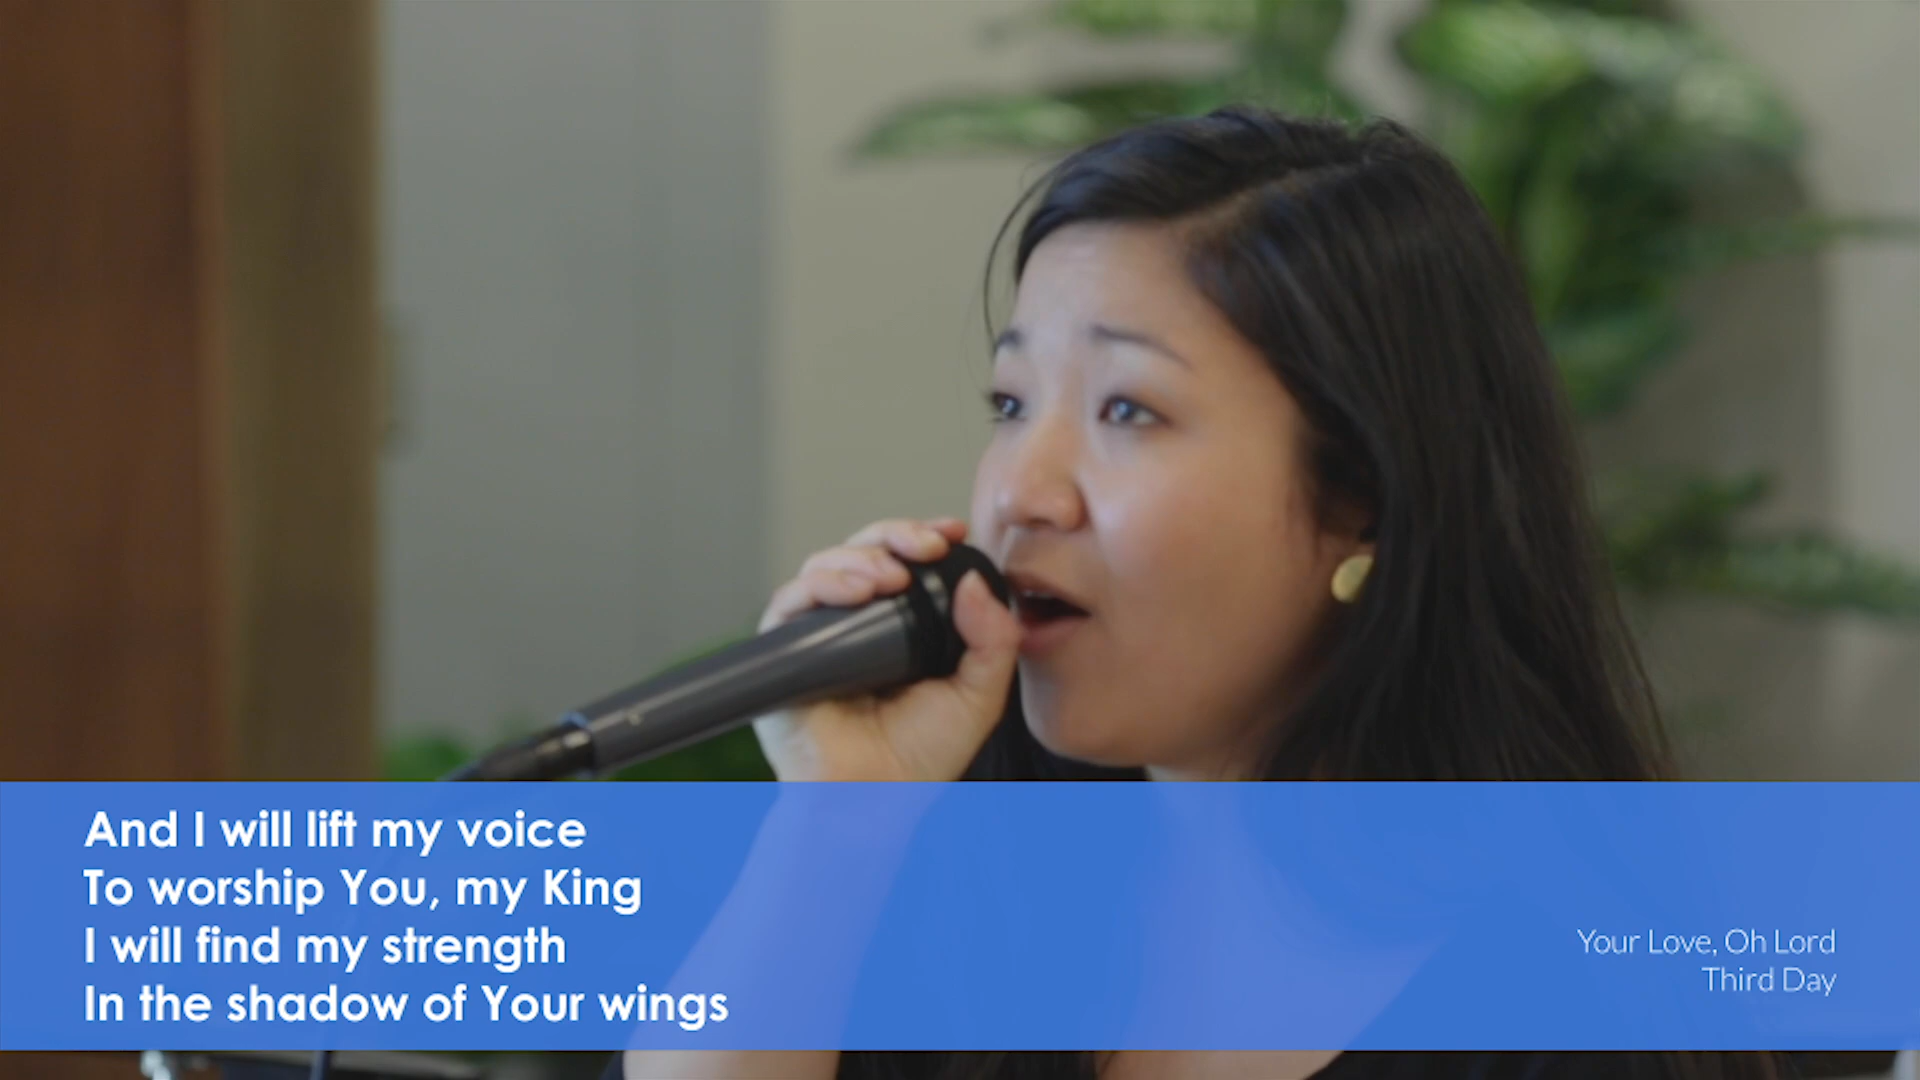 And I will lift my voice
To worship You, my King
I will find my strength
In the shadow of Your wings
Your Love, Oh Lord
Third Day